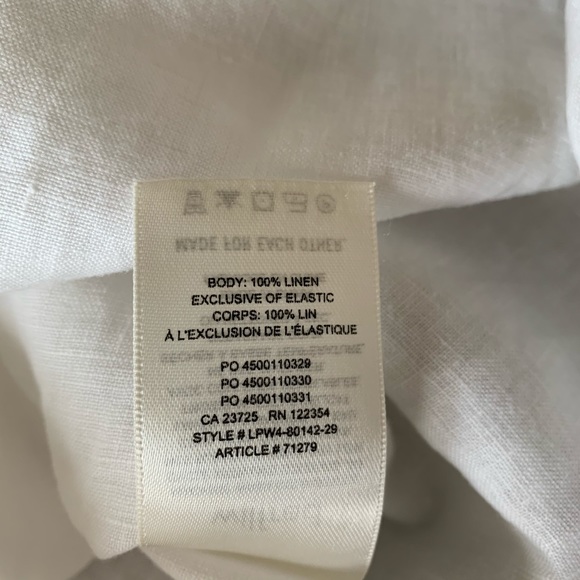 BODY: 100% LINEN
EXCLUSIVE OF ELASTIC
CORPS: 100% LIN
À L'EXCLUSION DE L'ÉLASTIQUE
PO 4500110329
PO 4500110330
PO 4500110331
CA 23725 RN 122354
STYLE # LPW4-80142-29
ARTICLE # 71279
MADE FOR EACH OTHER.